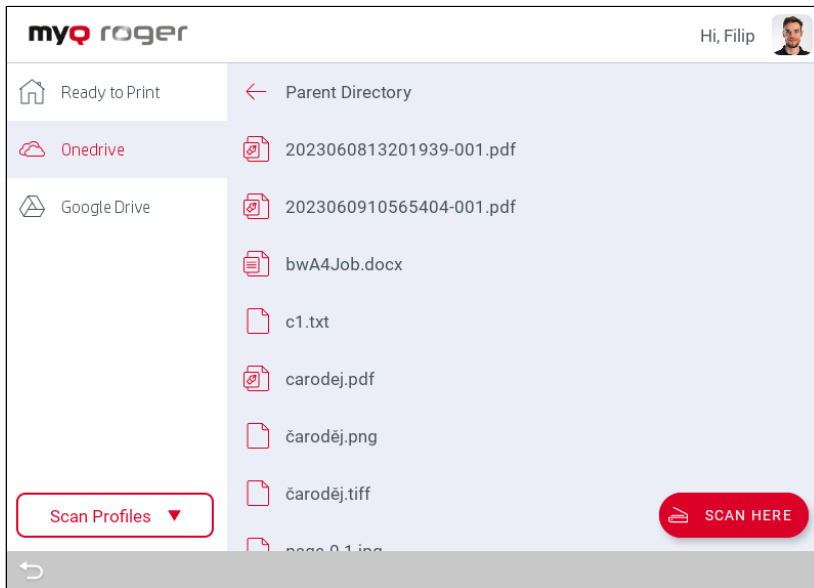 myQ roger
Hi, Filip
Ready to Print
Onedrive
Google Drive
Scan Profiles ▼
Parent Directory
2023060813201939-001.pdf
2023060910565404-001.pdf
bwA4Job.docx
c1.txt
carodej.pdf
čaroděj.png
čaroděj.tiff
SCAN HERE